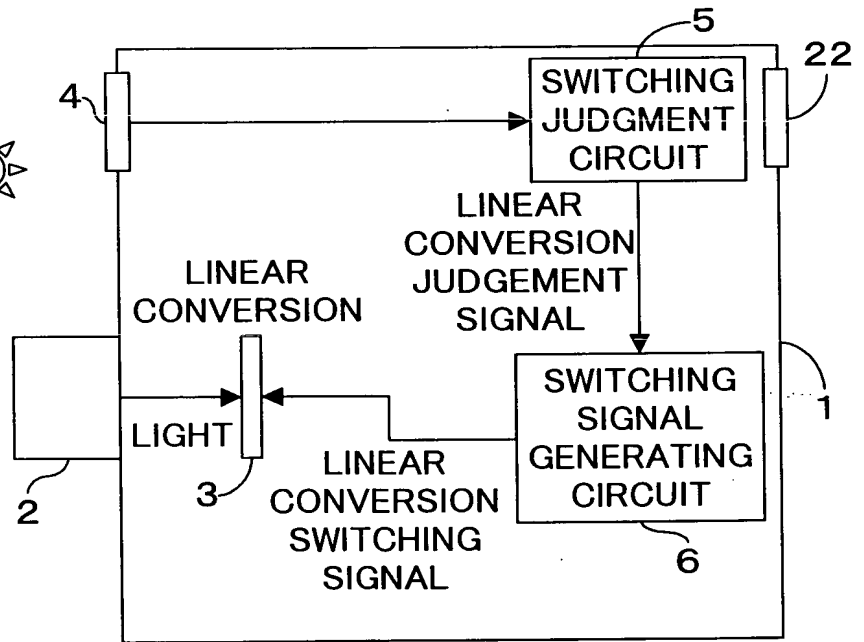 5
22
4
SWITCHING
JUDGMENT
CIRCUIT
LINEAR
CONVERSION
JUDGEMENT
SIGNAL
LINEAR
CONVERSION
SWITCHING
SIGNAL
GENERATING
CIRCUIT
1
LIGHT
2
3
LINEAR
CONVERSION
SWITCHING
SIGNAL
6